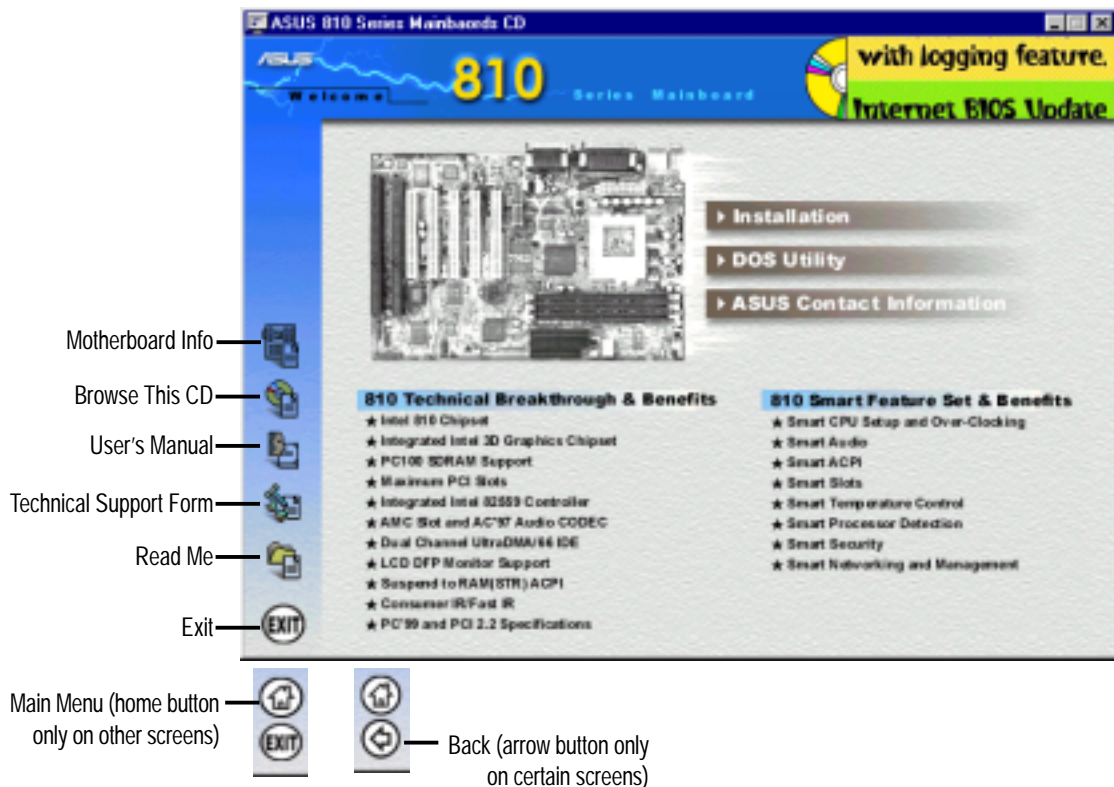 ASUS 810 Series Mainbaords CD
ASUS
Welcome
810
Series Mainboard
with logging feature.
Internet BIOS Update
Installation
DOS Utility
ASUS Contact Information
Motherboard Info
Browse This CD
User's Manual
Technical Support Form
Read Me
Exit
EXIT
810 Technical Breakthrough & Benefits
★ Intel 810 Chipset
★ Integrated Intel 3D Graphics Chipset
★ PC100 SDRAM Support
★ Maximum PCI Slots
★ Integrated Intel 82559 Controller
★ AMC Slot and AC'97 Audio CODEC
★ Dual Channel UltraDMA/66 IDE
★ LCD DFP Monitor Support
★ Suspend to RAM(STR) ACPI
★ Consumer IR/Fast IR
★ PC'99 and PCI 2.2 Specifications
810 Smart Feature Set & Benefits
★ Smart CPU Setup and Over-Clocking
★ Smart Audio
★ Smart ACPI
★ Smart Slots
★ Smart Temperature Control
★ Smart Processor Detection
★ Smart Security
★ Smart Networking and Management
Main Menu (home button
only on other screens)
EXIT
Back (arrow button only
on certain screens)